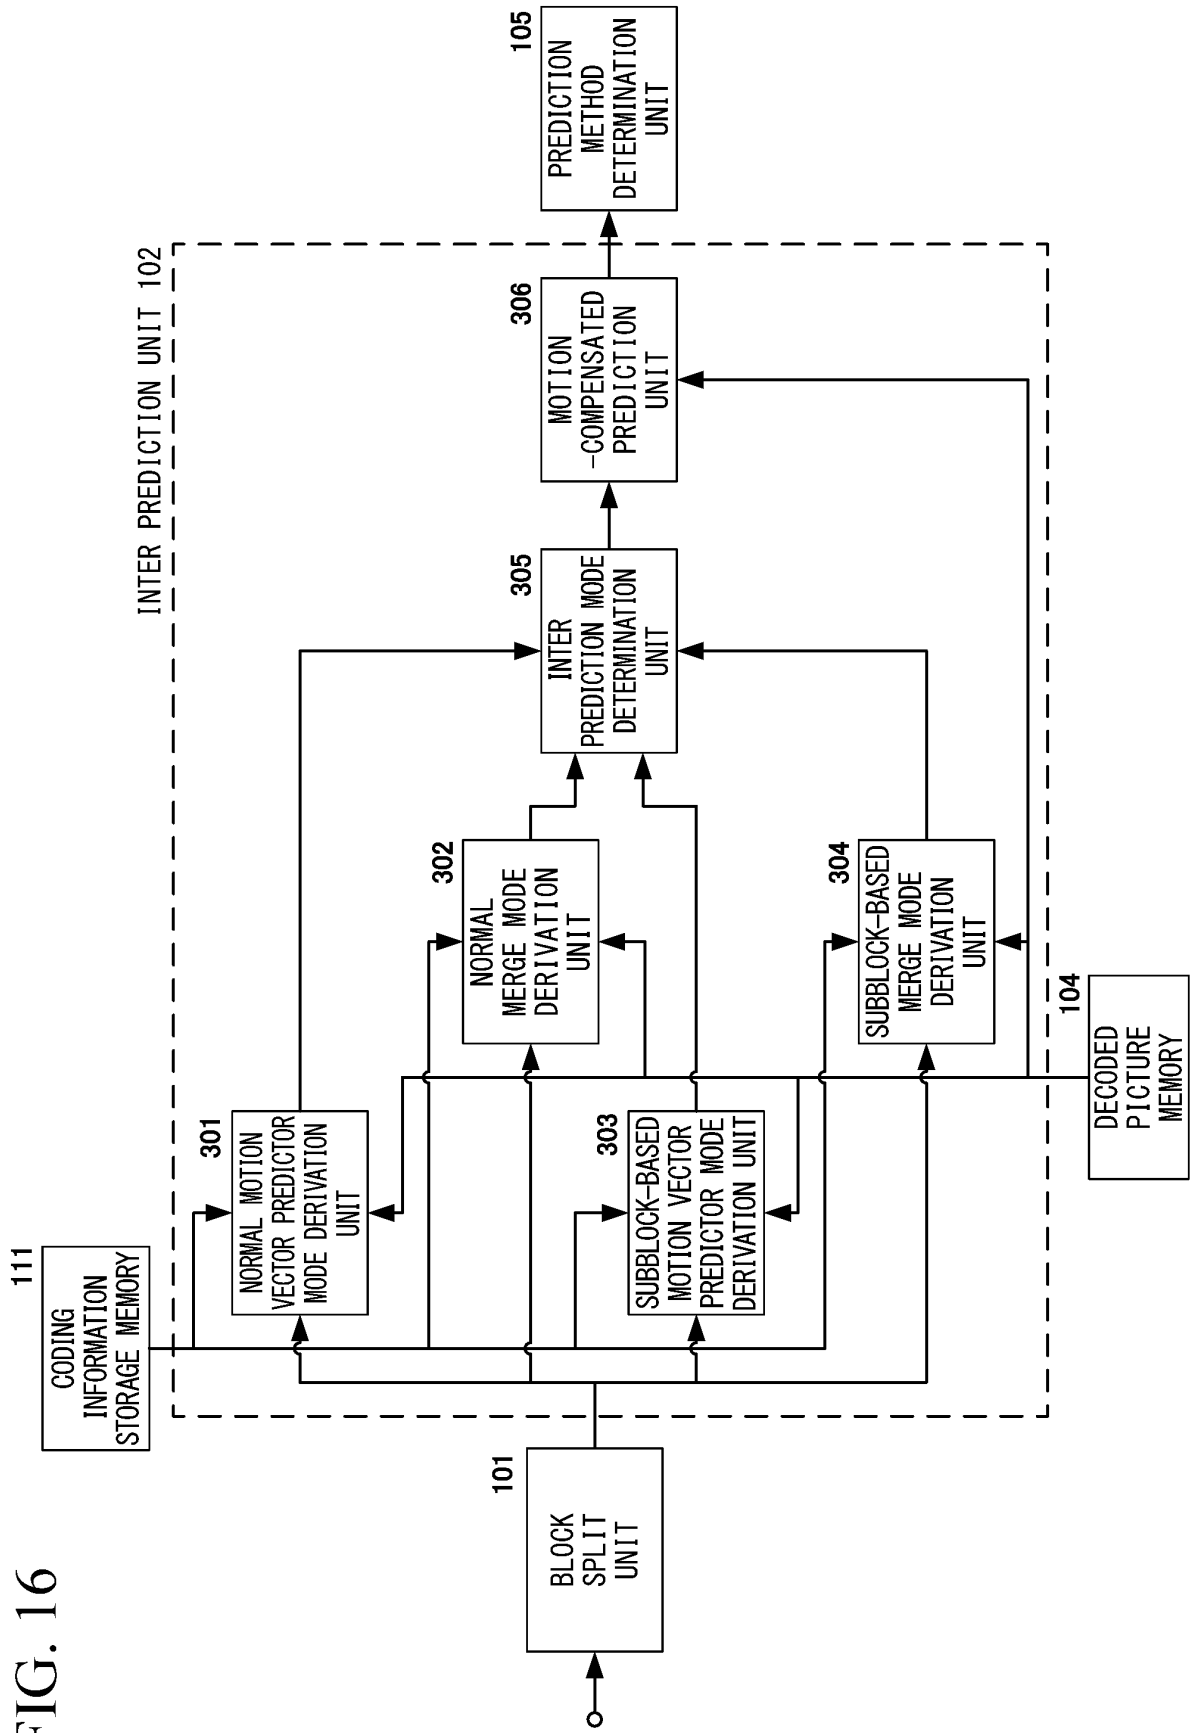 FIG. 16
INTER PREDICTION UNIT 102
111
CODING
INFORMATION
STORAGE MEMORY
101
BLOCK
SPLIT
UNIT
301
NORMAL MOTION
VECTOR PREDICTOR
MODE DERIVATION
UNIT
302
NORMAL
MERGE MODE
DERIVATION
UNIT
303
SUBBLOCK-BASED
MOTION VECTOR
PREDICTOR MODE
DERIVATION UNIT
304
SUBBLOCK-BASED
MERGE MODE
DERIVATION
UNIT
305
INTER
PREDICTION MODE
DETERMINATION
UNIT
306
MOTION
-COMPENSATED
PREDICTION
UNIT
105
PREDICTION
METHOD
DETERMINATION
UNIT
104
DECODED
PICTURE
MEMORY